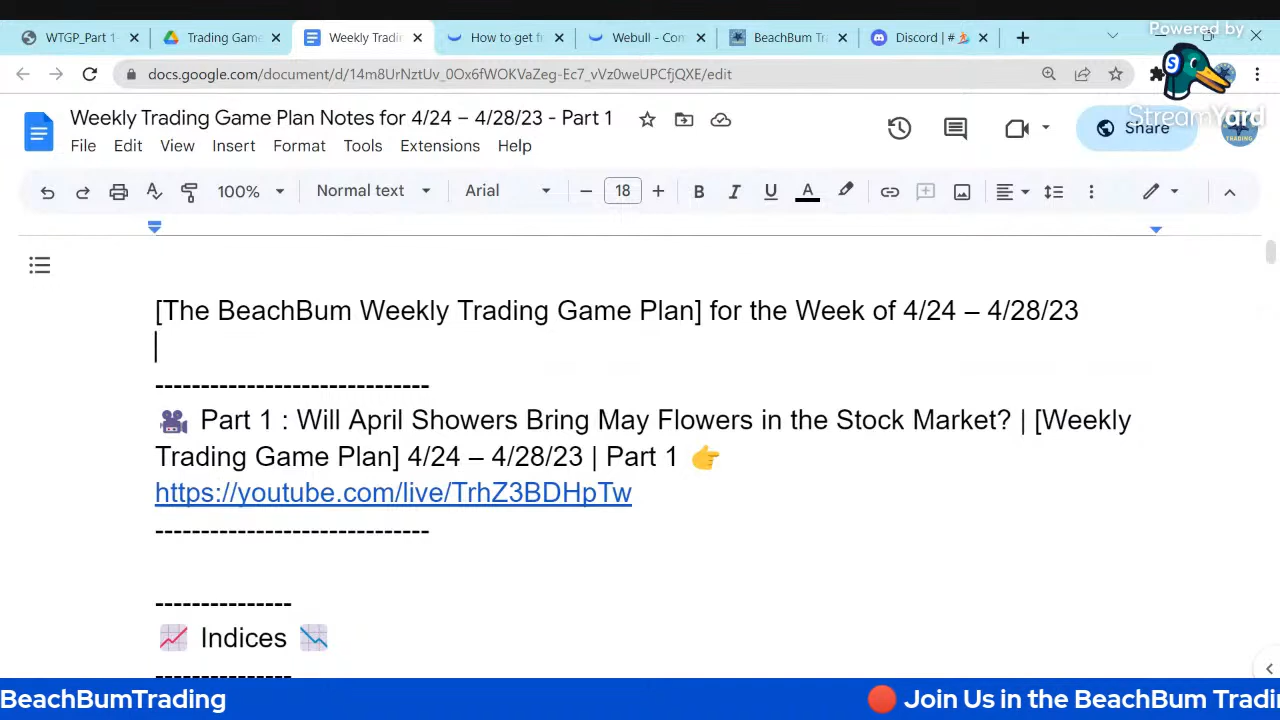 Powered by
WTGP_Part 1
Trading Game
Weekly Tradin
How to get f
Webull - Com
BeachBum Tra
Discord | #
docs.google.com/document/d/14m8UrNztUv_0O6fWOKVaZeg-Ec7_vVz0weUPCfjQXE/edit
S
StreamYard
Weekly Trading Game Plan Notes for 4/24 – 4/28/23 - Part 1
File Edit View Insert Format Tools Extensions Help
Share
TRADING
100% Normal text Arial – 18 + B I U A
[The BeachBum Weekly Trading Game Plan] for the Week of 4/24 – 4/28/23
------------------------------
Part 1 : Will April Showers Bring May Flowers in the Stock Market? | [Weekly
Trading Game Plan] 4/24 – 4/28/23 | Part 1 👉
https://youtube.com/live/TrhZ3BDHpTw
------------------------------
---------------
📈 Indices 📉
---------------
BeachBumTrading
🔴 Join Us in the BeachBum Tradin